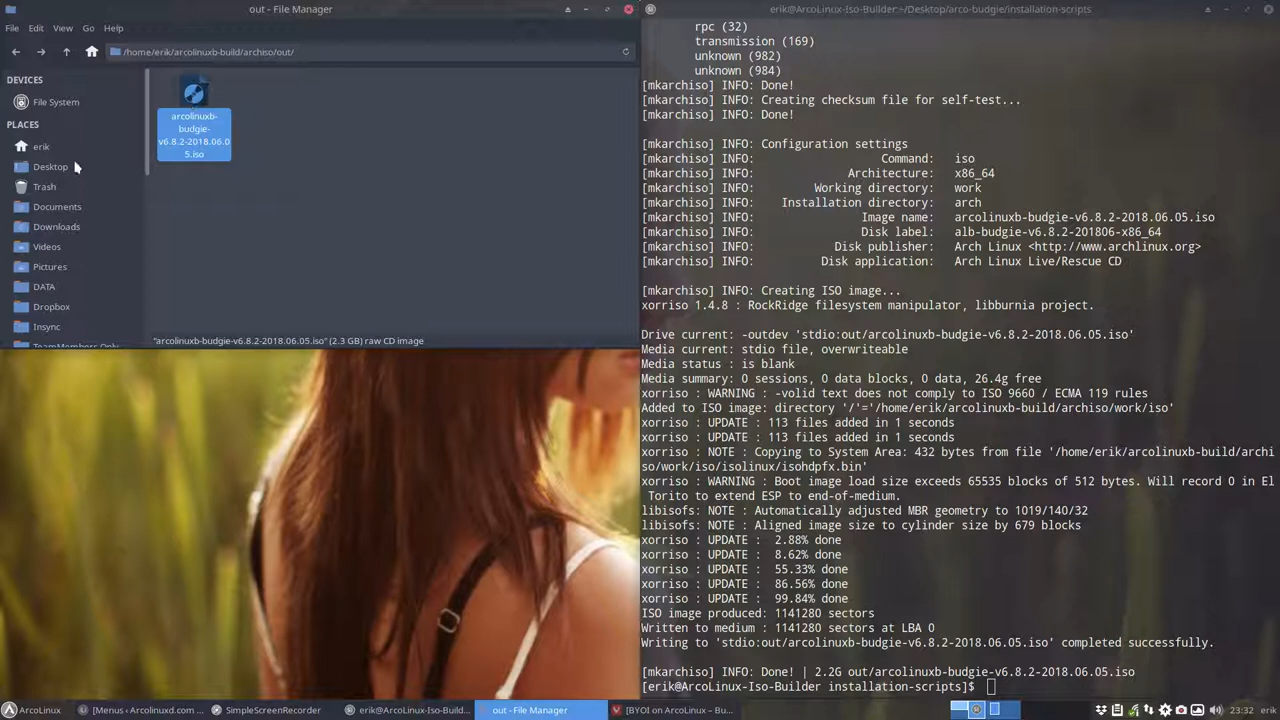 out - File Manager
File Edit View Go Help
/home/erik/arcolinuxb-build/archiso/out/
DEVICES
File System
PLACES
erik
Desktop
Trash
Documents
Downloads
Videos
Pictures
DATA
Dropbox
Insync
TeamMembers Only
arcolinuxb-
budgie-
v6.8.2-2018.06.0
5.iso
"arcolinuxb-budgie-v6.8.2-2018.06.05.iso" (2.3 GB) raw CD image
erik@ArcoLinux-Iso-Builder:~/Desktop/arco-budgie/installation-scripts
rpc (32)
transmission (169)
unknown (982)
unknown (984)
[mkarchiso] INFO: Done!
[mkarchiso] INFO: Creating checksum file for self-test...
[mkarchiso] INFO: Done!
[mkarchiso] INFO: Configuration settings
Command: iso
Architecture: x86_64
Working directory: work
Installation directory: arch
Image name: arcolinuxb-budgie-v6.8.2-2018.06.05.iso
Disk label: alb-budgie-v6.8.2-201806-x86_64
Disk publisher: Arch Linux <http://www.archlinux.org>
Disk application: Arch Linux Live/Rescue CD
[mkarchiso] INFO: Creating ISO image...
xorriso 1.4.8 : RockRidge filesystem manipulator, libburnia project.
Drive current: -outdev 'stdio:out/arcolinuxb-budgie-v6.8.2-2018.06.05.iso'
Media current: stdio file, overwriteable
Media status : is blank
Media summary: 0 sessions, 0 data blocks, 0 data, 26.4g free
xorriso : WARNING : -volid text does not comply to ISO 9660 / ECMA 119 rules
Added to ISO image: directory '/'='/home/erik/arcolinuxb-build/archiso/work/iso'
xorriso : UPDATE : 113 files added in 1 seconds
xorriso : UPDATE : 113 files added in 1 seconds
xorriso : NOTE : Copying to System Area: 432 bytes from file '/home/erik/arcolinuxb-build/archi
so/work/iso/isolinux/isohdpfx.bin'
xorriso : WARNING : Boot image load size exceeds 65535 blocks of 512 bytes. Will record 0 in El
Torito to extend ESP to end-of-medium.
libisofs: NOTE : Automatically adjusted MBR geometry to 1019/140/32
libisofs: NOTE : Aligned image size to cylinder size by 679 blocks
xorriso : UPDATE : 2.88% done
xorriso : UPDATE : 8.62% done
xorriso : UPDATE : 55.33% done
xorriso : UPDATE : 86.56% done
xorriso : UPDATE : 99.84% done
ISO image produced: 1141280 sectors
Written to medium : 1141280 sectors at LBA 0
Writing to 'stdio:out/arcolinuxb-budgie-v6.8.2-2018.06.05.iso' completed successfully.
[mkarchiso] INFO: Done! | 2.2G out/arcolinuxb-budgie-v6.8.2-2018.06.05.iso
[erik@ArcoLinux-Iso-Builder installation-scripts]$
ArcoLinux
[Menus ‹ Arcolinuxd.com ...
SimpleScreenRecorder
erik@ArcoLinux-Iso-Build...
out - File Manager
[BYOI on ArcoLinux – Bu...
23:32
erik